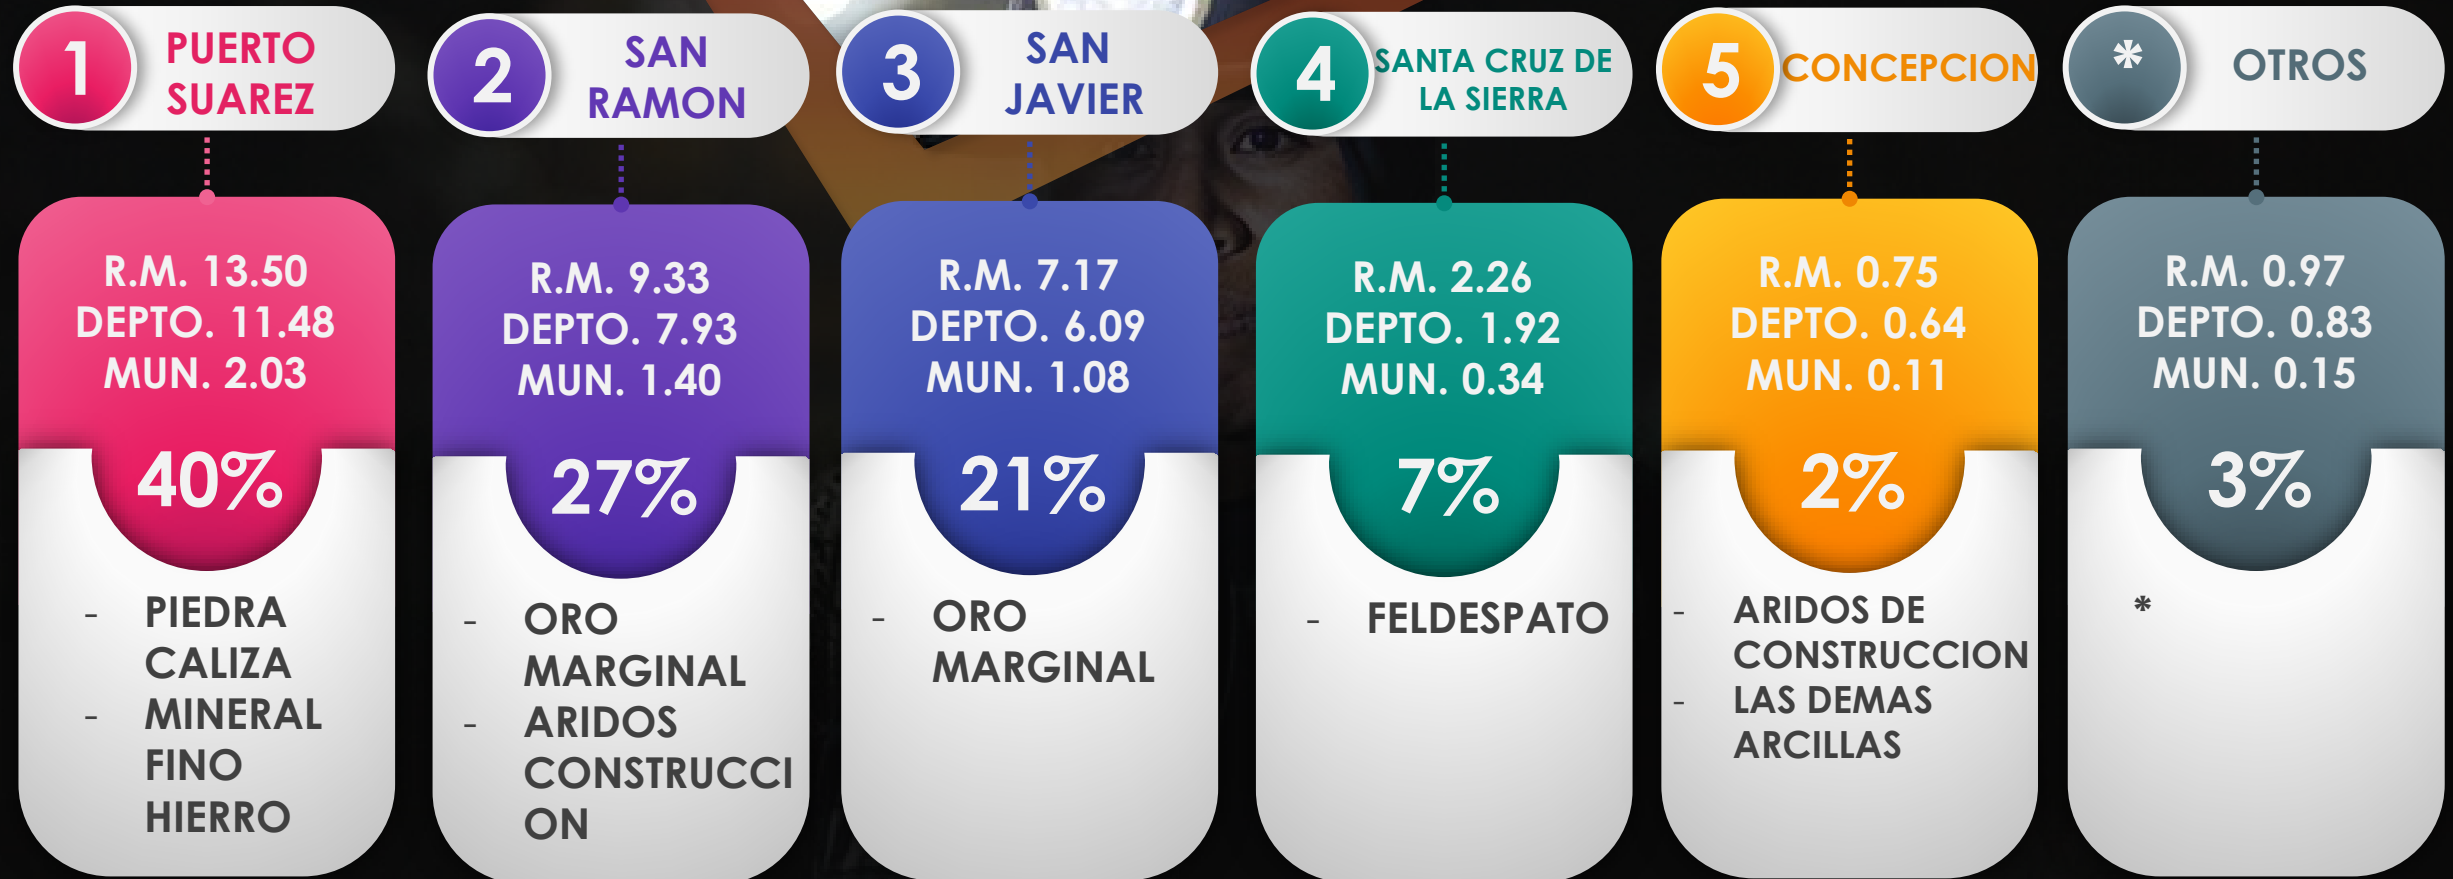 1
PUERTO
SUAREZ
R.M. 13.50
DEPTO. 11.48
MUN. 2.03
40%
- PIEDRA
CALIZA
- MINERAL
FINO
HIERRO
2
SAN
RAMON
R.M. 9.33
DEPTO. 7.93
MUN. 1.40
27%
- ORO
MARGINAL
- ARIDOS
CONSTRUCCI
ON
3
SAN
JAVIER
R.M. 7.17
DEPTO. 6.09
MUN. 1.08
21%
- ORO
MARGINAL
4
SANTA CRUZ DE
LA SIERRA
R.M. 2.26
DEPTO. 1.92
MUN. 0.34
7%
- FELDESPATO
5
CONCEPCION
R.M. 0.75
DEPTO. 0.64
MUN. 0.11
2%
- ARIDOS DE
CONSTRUCCION
- LAS DEMAS
ARCILLAS
*
OTROS
R.M. 0.97
DEPTO. 0.83
MUN. 0.15
3%
*